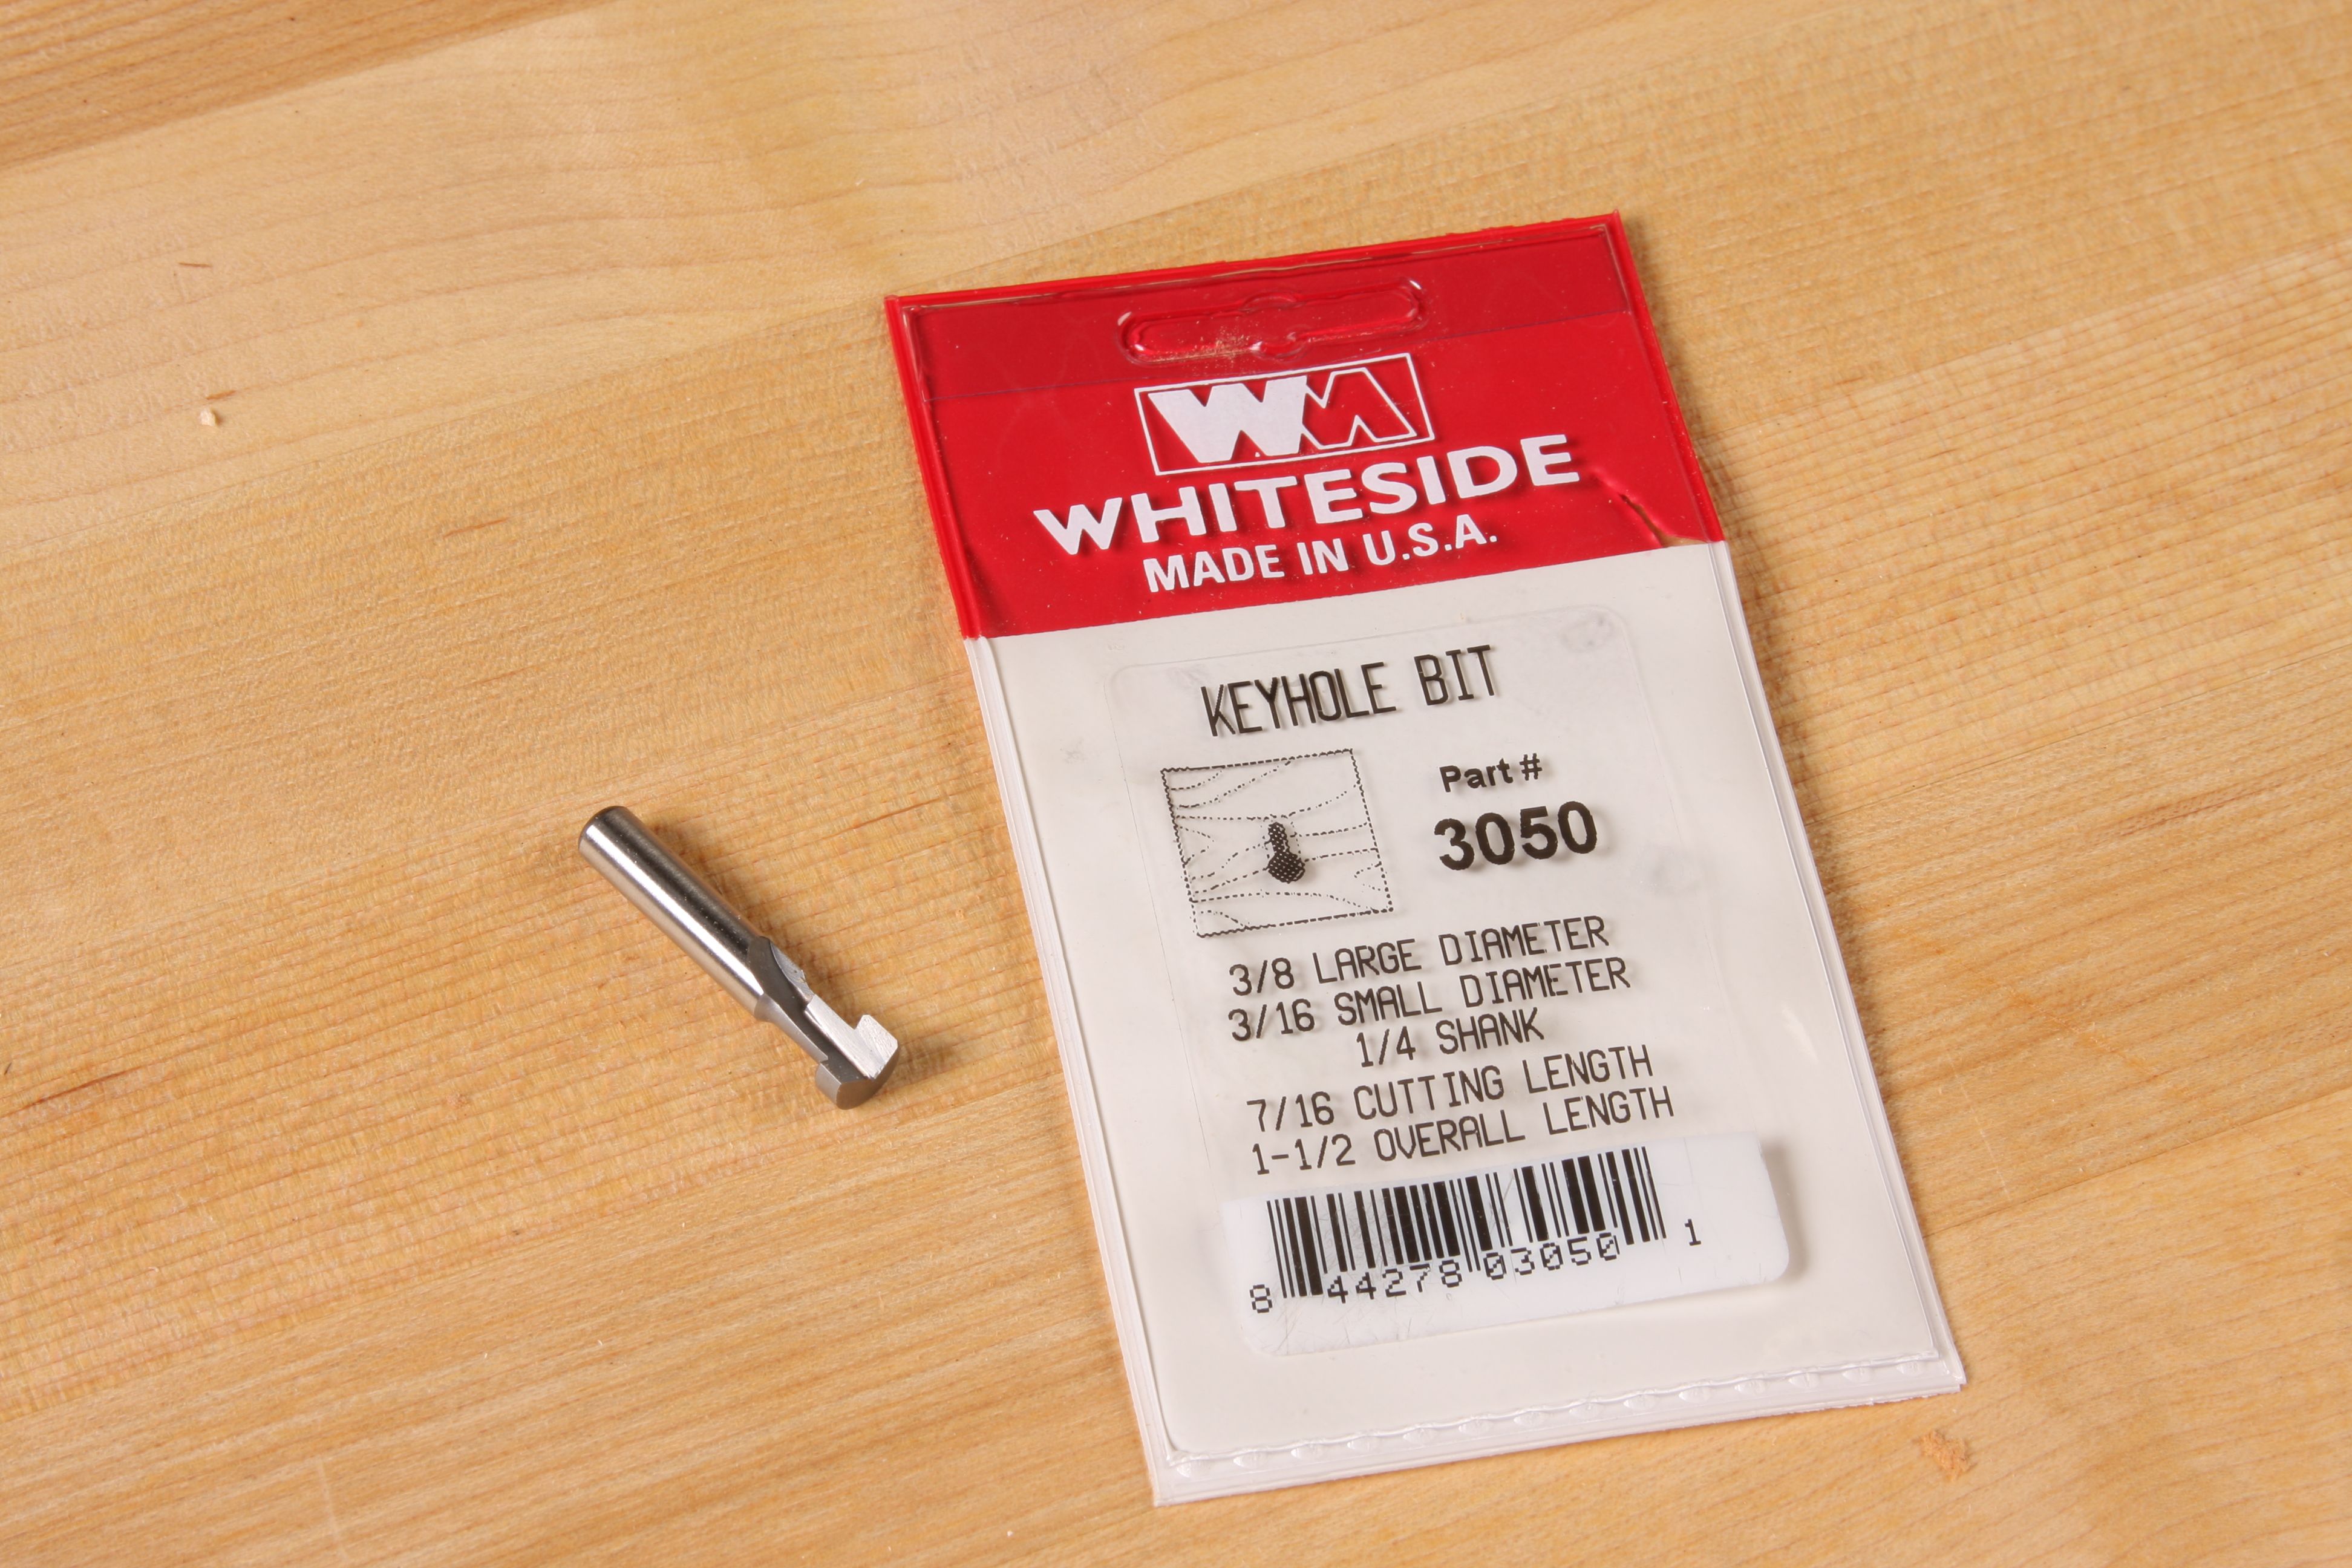 WM
WHITESIDE
MADE IN U.S.A.
KEYHOLE BIT
Part #
3050
3/8 LARGE DIAMETER
3/16 SMALL DIAMETER
1/4 SHANK
7/16 CUTTING LENGTH
1-1/2 OVERALL LENGTH
8 44278 03050 1